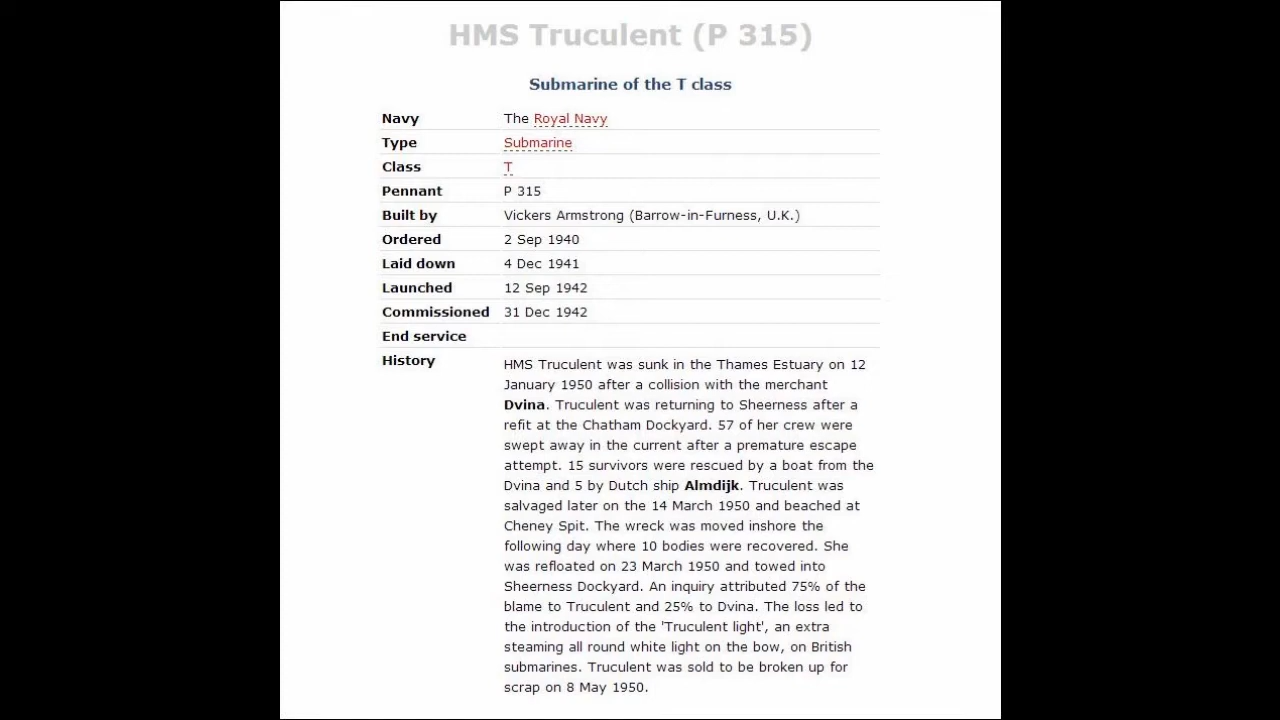 HMS Truculent (P 315)
Submarine of the T class
Navy The Royal Navy
Type Submarine
Class T
Pennant P 315
Built by Vickers Armstrong (Barrow-in-Furness, U.K.)
Ordered 2 Sep 1940
Laid down 4 Dec 1941
Launched 12 Sep 1942
Commissioned 31 Dec 1942
End service
History HMS Truculent was sunk in the Thames Estuary on 12
January 1950 after a collision with the merchant
Dvina. Truculent was returning to Sheerness after a
refit at the Chatham Dockyard. 57 of her crew were
swept away in the current after a premature escape
attempt. 15 survivors were rescued by a boat from the
Dvina and 5 by Dutch ship Almdijk. Truculent was
salvaged later on the 14 March 1950 and beached at
Cheney Spit. The wreck was moved inshore the
following day where 10 bodies were recovered. She
was refloated on 23 March 1950 and towed into
Sheerness Dockyard. An inquiry attributed 75% of the
blame to Truculent and 25% to Dvina. The loss led to
the introduction of the 'Truculent light', an extra
steaming all round white light on the bow, on British
submarines. Truculent was sold to be broken up for
scrap on 8 May 1950.